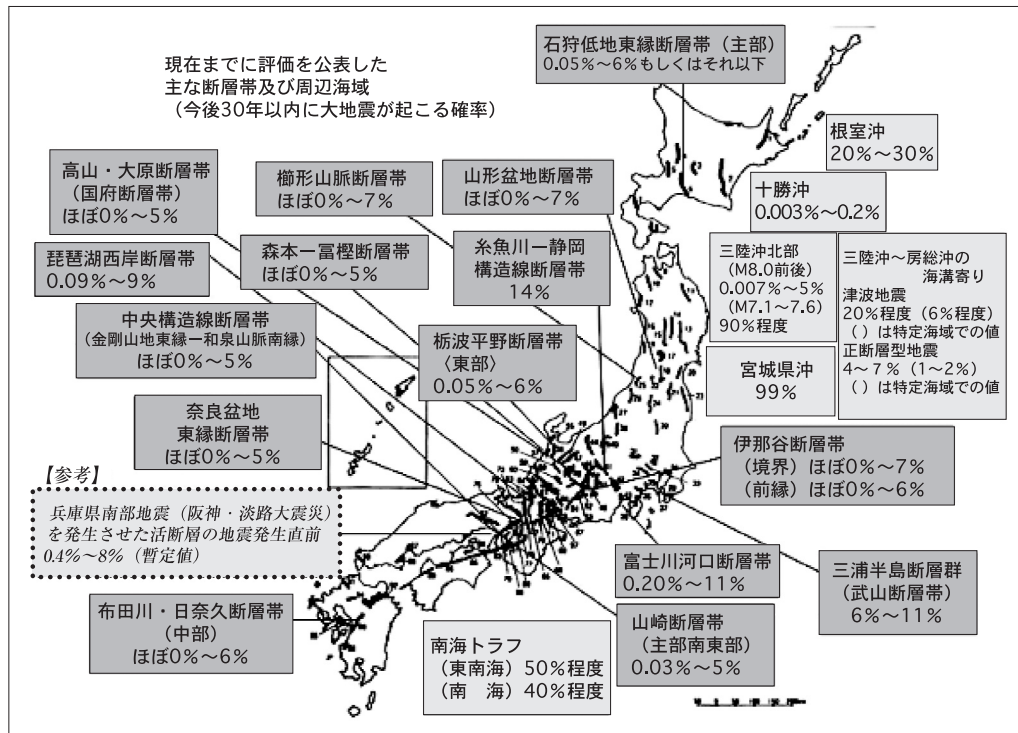 現在までに評価を公表した
主な断層帯及び周辺海域
（今後30年以内に大地震が起こる確率）
石狩低地東縁断層帯（主部）
0.05%～6%もしくはそれ以下
根室沖
20%～30%
十勝沖
0.003%～0.2%
高山・大原断層帯
（国府断層帯）
ほぼ0%～5%
櫛形山脈断層帯
ほぼ0%～7%
山形盆地断層帯
ほぼ0%～7%
琵琶湖西岸断層帯
0.09%～9%
森本ー冨樫断層帯
ほぼ0%～5%
糸魚川ー静岡
構造線断層帯
14%
三陸沖北部
（M8.0前後）
0.007%～5%
（M7.1～7.6）
90%程度
三陸沖～房総沖の
海溝寄り
津波地震
20%程度（6%程度）
（ ）は特定海域での値
正断層型地震
4～7％（1～2%）
（ ）は特定海域での値
中央構造線断層帯
（金剛山地東縁ー和泉山脈南縁）
ほぼ0%～5%
栃波平野断層帯
〈東部〉
0.05%～6%
宮城県沖
99%
奈良盆地
東縁断層帯
ほぼ0%～5%
伊那谷断層帯
（境界）ほぼ0%～7%
（前縁）ほぼ0%～6%
【参考】
兵庫県南部地震（阪神・淡路大震災）
を発生させた活断層の地震発生直前
0.4%～8%（暫定値）
富士川河口断層帯
0.20%～11%
三浦半島断層群
（武山断層帯）
6%～11%
布田川・日奈久断層帯
（中部）
ほぼ0%～6%
南海トラフ
（東南海）50%程度
（南　海）40%程度
山崎断層帯
（主部南東部）
0.03%～5%